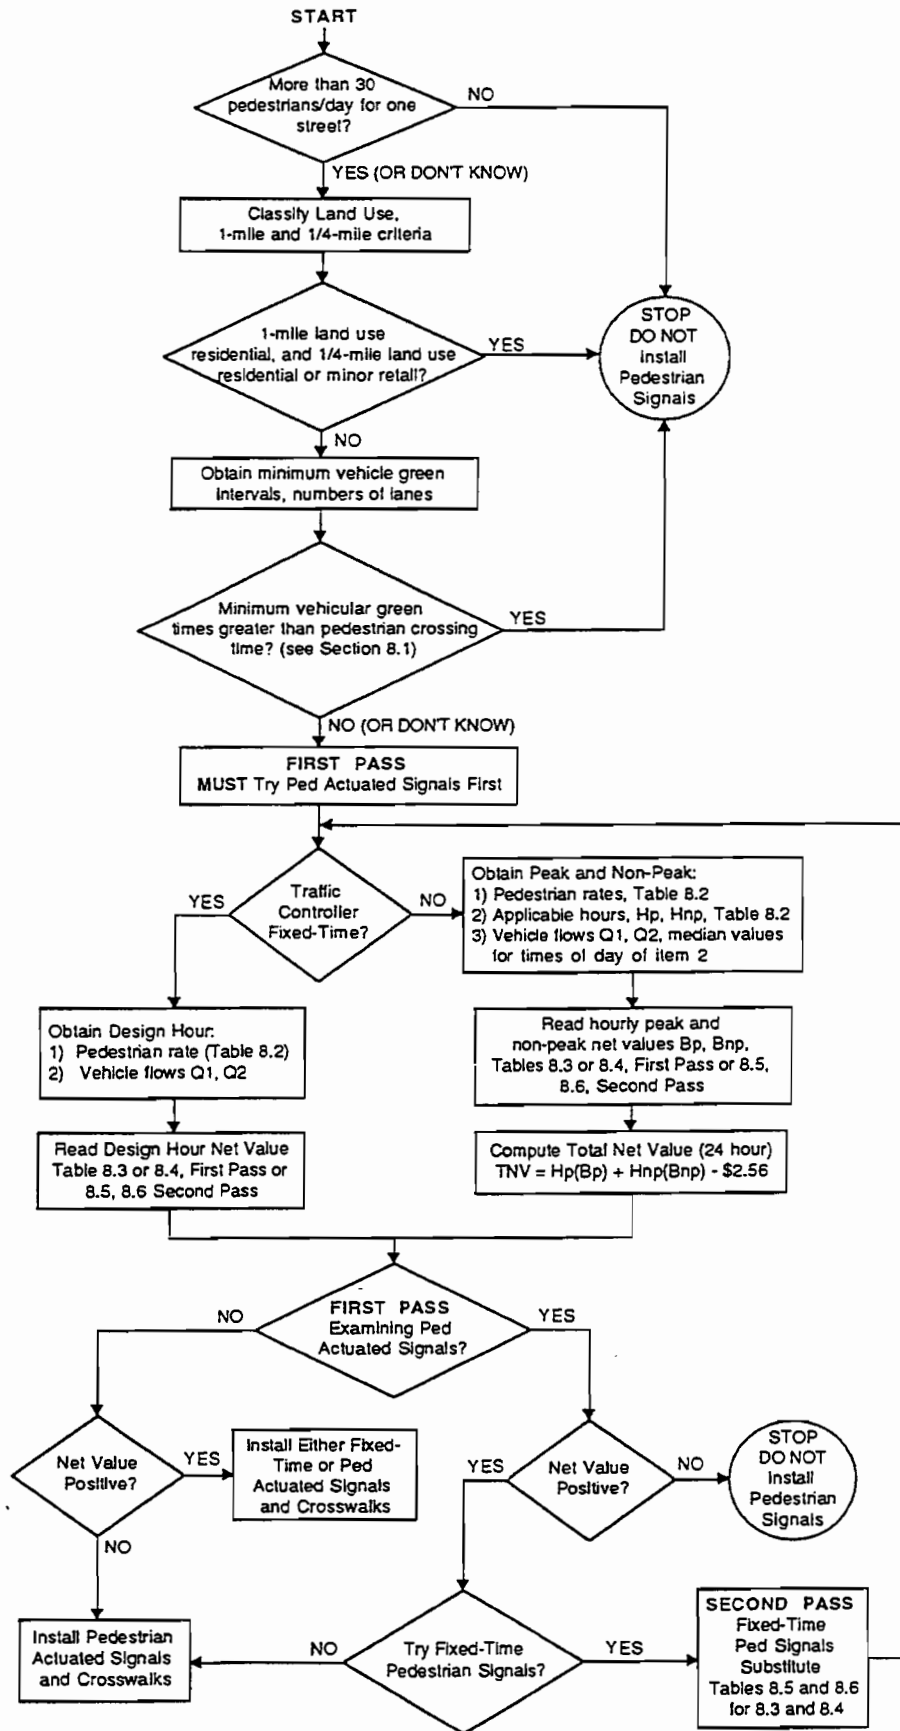 START
More than 30
pedestrians/day for one
street?
NO
YES (OR DON'T KNOW)
Classify Land Use,
1-mile and 1/4-mile criteria
1-mile land use
residential, and 1/4-mile land use
residential or minor retail?
YES
STOP
DO NOT
Install
Pedestrian
Signals
NO
Obtain minimum vehicle green
intervals, numbers of lanes
Minimum vehicular green
times greater than pedestrian crossing
time? (see Section 8.1)
YES
NO (OR DON'T KNOW)
FIRST PASS
MUST Try Ped Actuated Signals First
Traffic
Controller
Fixed-Time?
YES
NO
Obtain Peak and Non-Peak:
1) Pedestrian rates, Table 8.2
2) Applicable hours, Hp, Hnp, Table 8.2
3) Vehicle flows Q1, Q2, median values
for times of day of item 2
Obtain Design Hour:
1) Pedestrian rate (Table 8.2)
2) Vehicle flows Q1, Q2
Read hourly peak and
non-peak net values Bp, Bnp,
Tables 8.3 or 8.4, First Pass or 8.5,
8.6, Second Pass
Read Design Hour Net Value
Table 8.3 or 8.4, First Pass or
8.5, 8.6 Second Pass
Compute Total Net Value (24 hour)
TNV = Hp(Bp) + Hnp(Bnp) - $2.56
FIRST PASS
Examining Ped
Actuated Signals?
NO
YES
Net Value
Positive?
YES
Install Either Fixed-
Time or Ped
Actuated Signals
and Crosswalks
NO
Net Value
Positive?
YES
NO
STOP
DO NOT
Install
Pedestrian
Signals
Install Pedestrian
Actuated Signals
and Crosswalks
NO
Try Fixed-Time
Pedestrian Signals?
YES
SECOND PASS
Fixed-Time
Ped Signals
Substitute
Tables 8.5 and 8.6
for 8.3 and 8.4